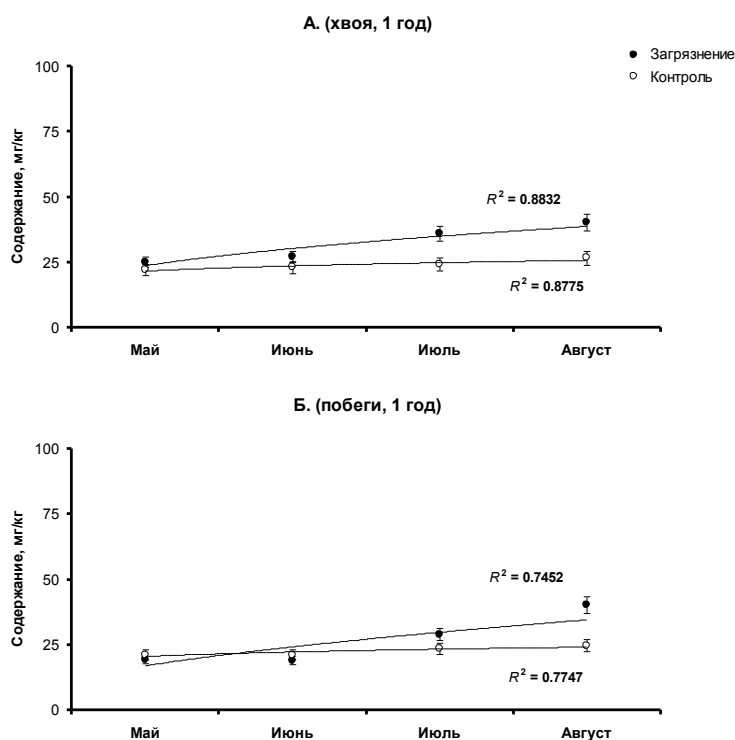 А. (хвоя, 1 год)
Загрязнение
Контроль
Содержание, мг/кг
100
75
50
25
0
R² = 0.8832
R² = 0.8775
Май Июнь Июль Август
Б. (побеги, 1 год)
Содержание, мг/кг
100
75
50
25
0
R² = 0.7452
R² = 0.7747
Май Июнь Июль Август